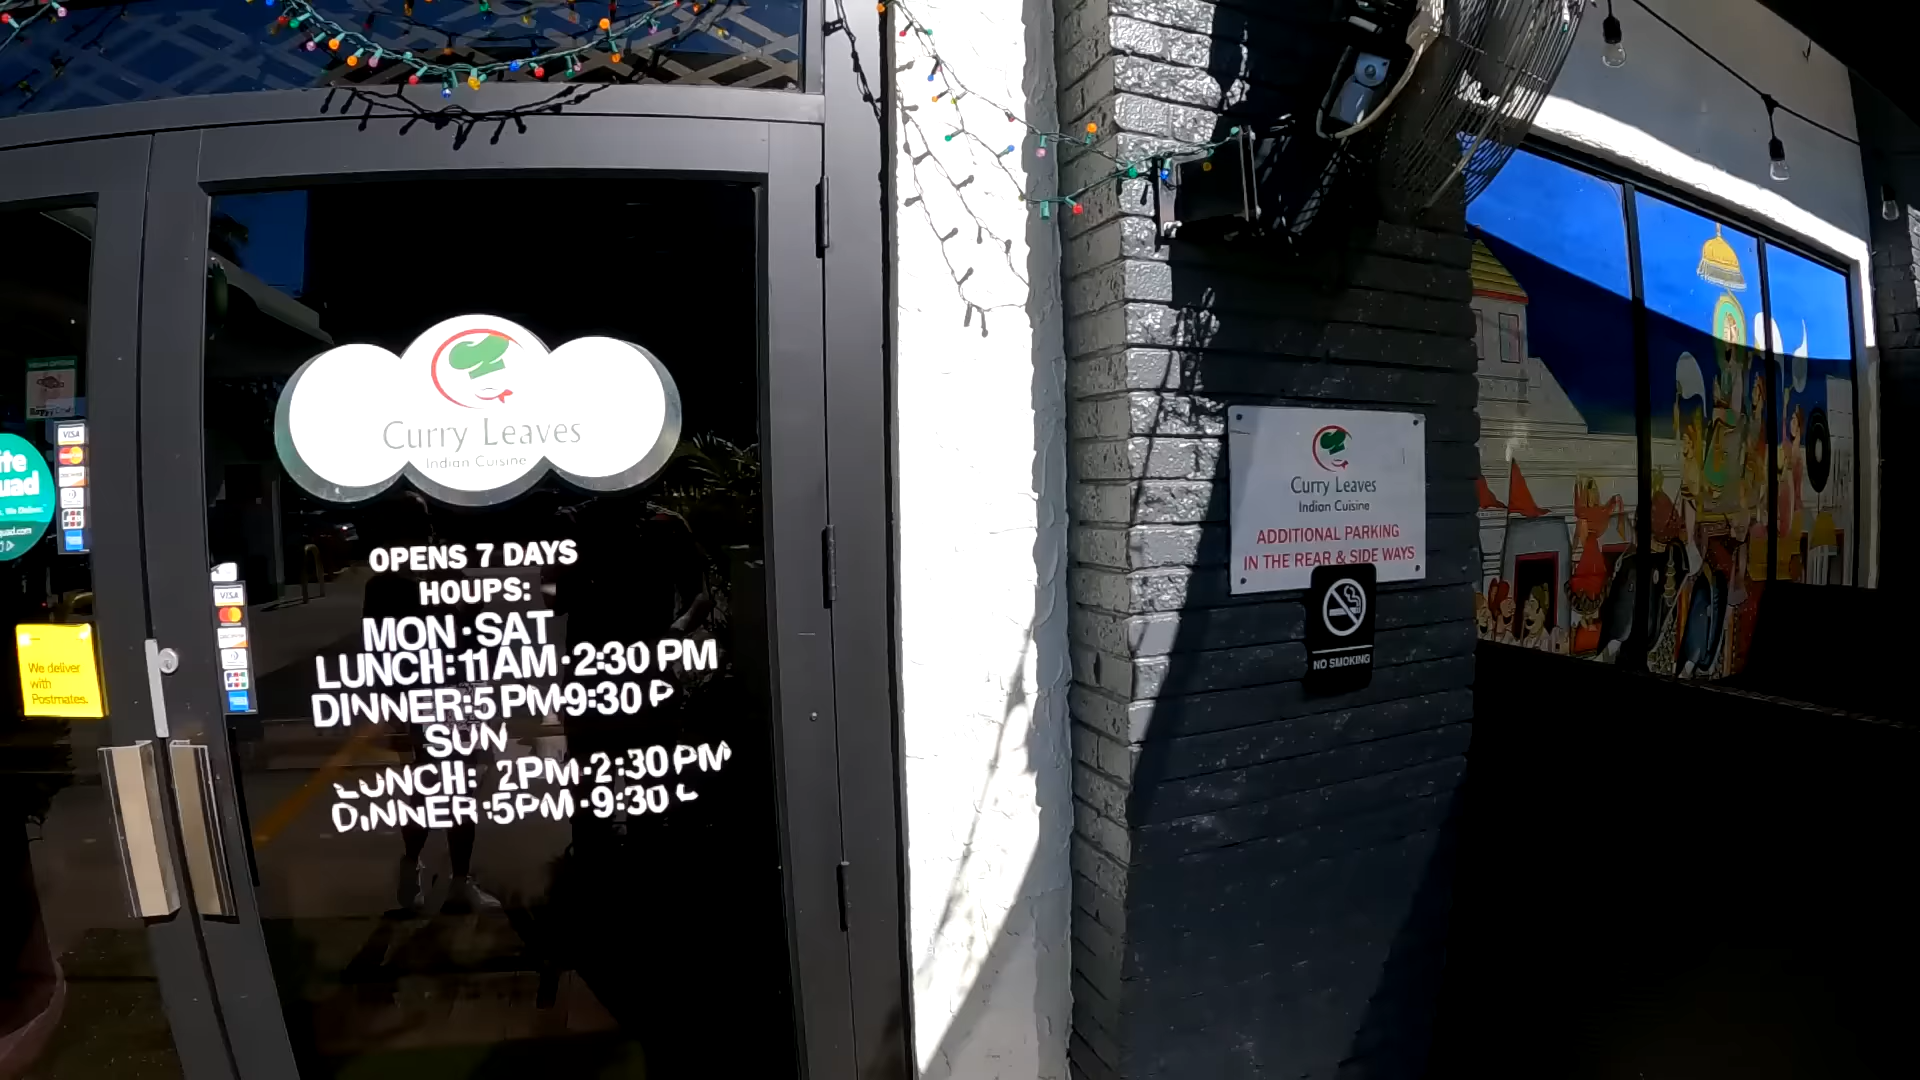 Curry Leaves
Indian Cuisine
OPENS 7 DAYS
HOUPS:
MON·SAT
LUNCH:11AM·2:30 PM
DINNER:5PM-9:30 P
SUN
LUNCH: 2PM·2:30PM
DINNER:5PM·9:30
VISA
We deliver
with
Postmates.
VISA
Curry Leaves
Indian Cuisine
ADDITIONAL PARKING
IN THE REAR & SIDE WAYS
NO SMOKING